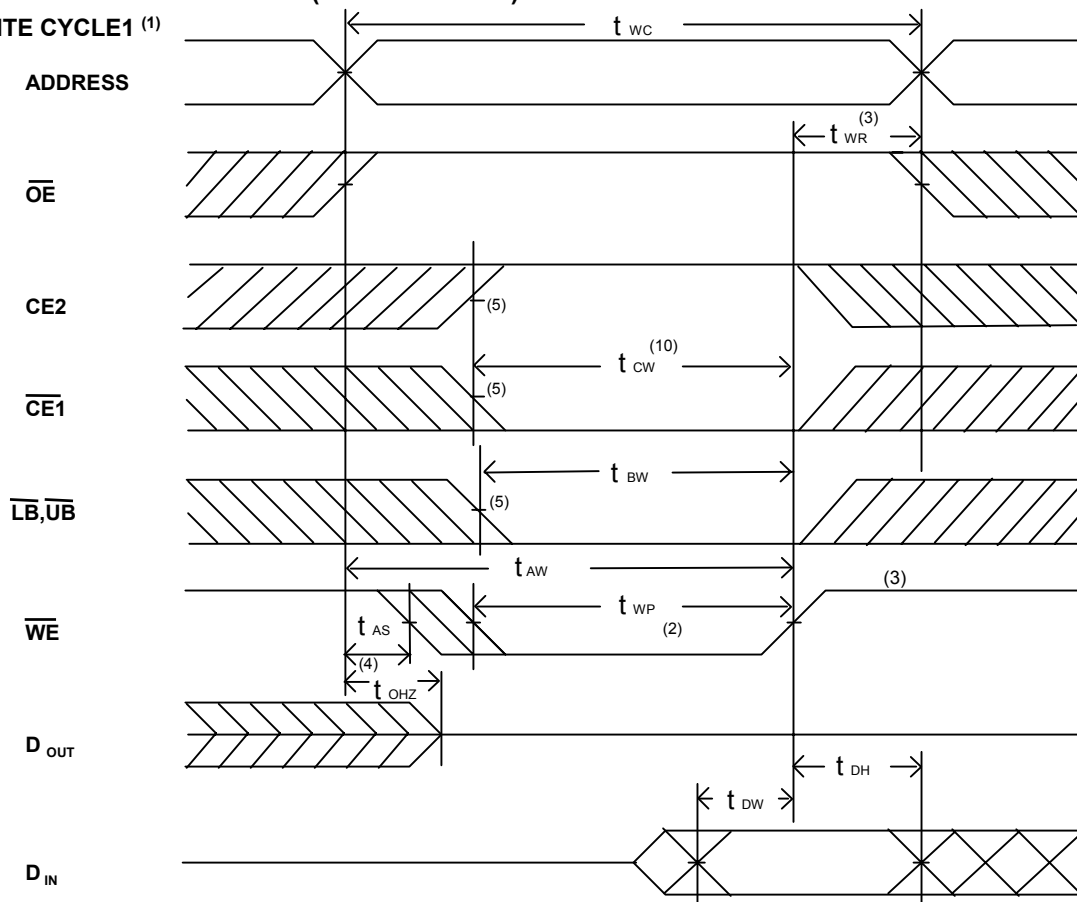 ITE CYCLE1 (1)
t WC
ADDRESS
t WR (3)
OE
CE2
(5)
t CW (10)
CE1
(5)
t BW
LB,UB
(5)
t AW
(3)
WE
t AS
t WP
(2)
(4)
t OHZ
D OUT
t DH
t DW
D IN